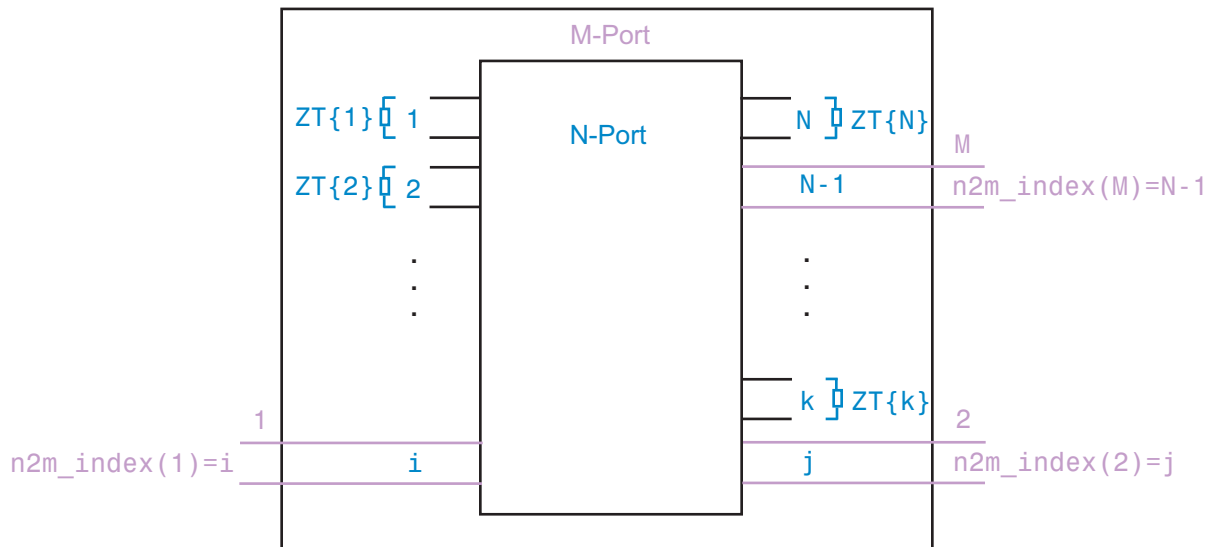 M-Port
ZT{1} 1
N ZT{N}
N-Port
M
ZT{2} 2
N-1
n2m_index(M)=N-1
k ZT{k}
1
2
n2m_index(1)=i
i
j
n2m_index(2)=j